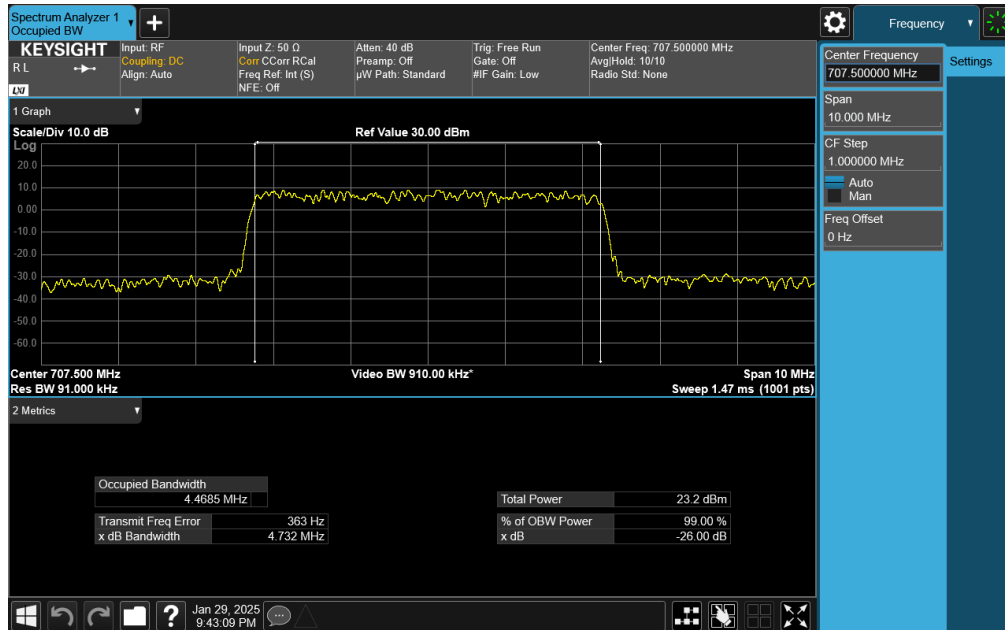 Spectrum Analyzer 1
Occupied BW
Frequency
KEYSIGHT
R L
LXI
Input: RF
Coupling: DC
Align: Auto
Input Z: 50 Ω
Corr CCorr RCal
Freq Ref: Int (S)
NFE: Off
Atten: 40 dB
Preamp: Off
µW Path: Standard
Trig: Free Run
Gate: Off
#IF Gain: Low
Center Freq: 707.500000 MHz
Avg|Hold: 10/10
Radio Std: None
Center Frequency
707.500000 MHz
Settings
Span
10.000 MHz
CF Step
1.000000 MHz
Auto
Man
Freq Offset
0 Hz
1 Graph
Scale/Div 10.0 dB
Ref Value 30.00 dBm
Log
20.0
10.0
0.00
-10.0
-20.0
-30.0
-40.0
-50.0
-60.0
Center 707.500 MHz
Video BW 910.00 kHz*
Span 10 MHz
Res BW 91.000 kHz
Sweep 1.47 ms (1001 pts)
2 Metrics
Occupied Bandwidth
4.4685 MHz
Total Power 23.2 dBm
Transmit Freq Error 363 Hz
% of OBW Power 99.00 %
x dB Bandwidth 4.732 MHz
x dB -26.00 dB
Jan 29, 2025
9:43:09 PM